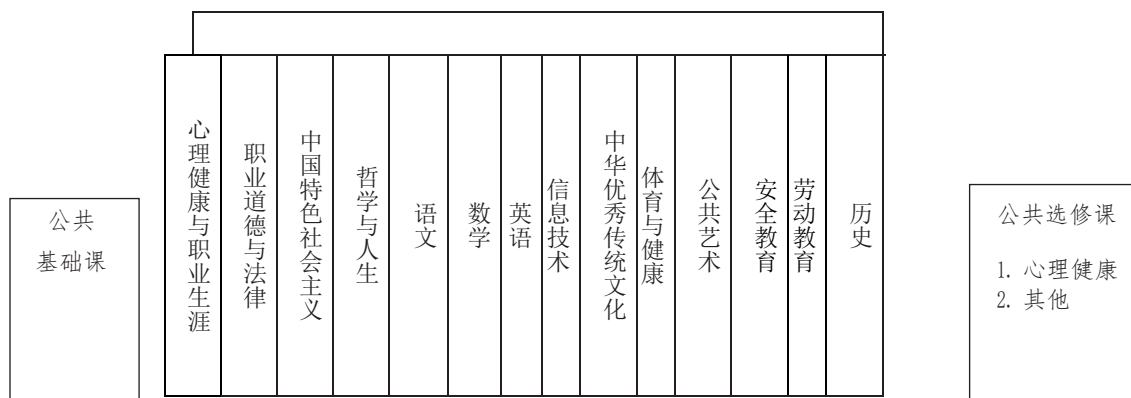 公共
基础课
心理健康与职业生涯
职业道德与法律
中国特色社会主义
哲学与人生
语文
数学
英语
信息技术
中华优秀传统文化
体育与健康
公共艺术
安全教育
劳动教育
历史
公共选修课
1. 心理健康
2. 其他